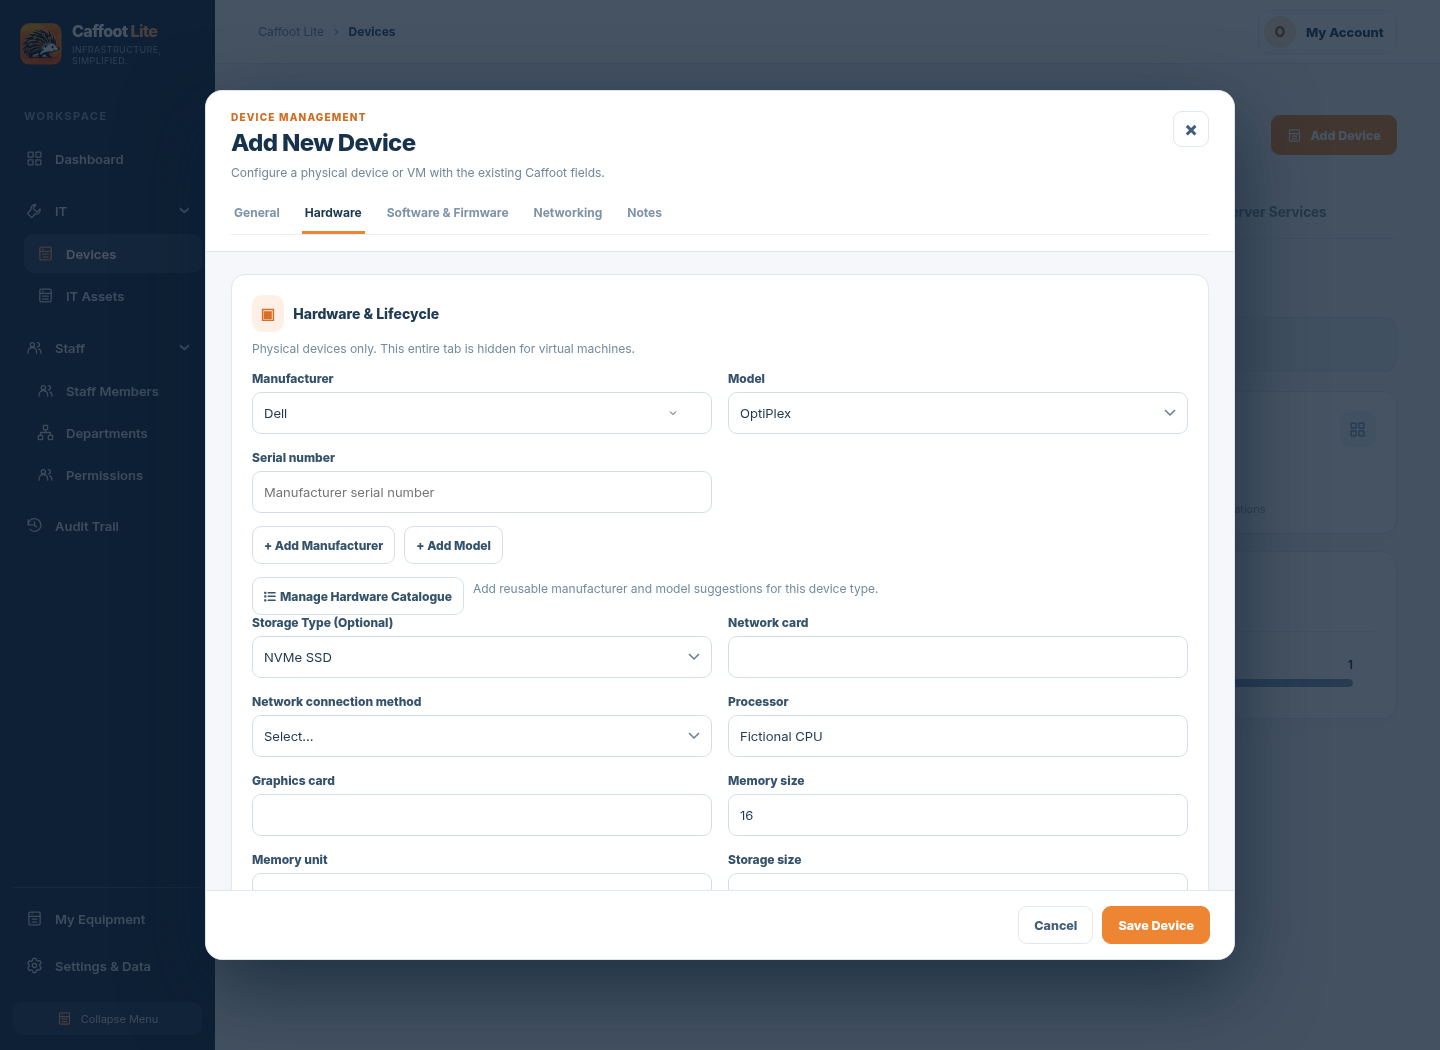 Caffoot Lite
INFRASTRUCTURE,
SIMPLIFIED.
Caffoot Lite › Devices
O My Account
WORKSPACE
Dashboard
IT
Devices
IT Assets
Staff
Staff Members
Departments
Permissions
Audit Trail
My Equipment
Settings & Data
Collapse Menu
Add Device
DEVICE MANAGEMENT
Add New Device
Configure a physical device or VM with the existing Caffoot fields.
General Hardware Software & Firmware Networking Notes
Hardware & Lifecycle
Physical devices only. This entire tab is hidden for virtual machines.
Manufacturer Model
Dell OptiPlex
Serial number
Manufacturer serial number
+ Add Manufacturer + Add Model
Manage Hardware Catalogue Add reusable manufacturer and model suggestions for this device type.
Storage Type (Optional) Network card
NVMe SSD
Network connection method Processor
Select... Fictional CPU
Graphics card Memory size
16
Memory unit Storage size
Cancel Save Device
Services
1